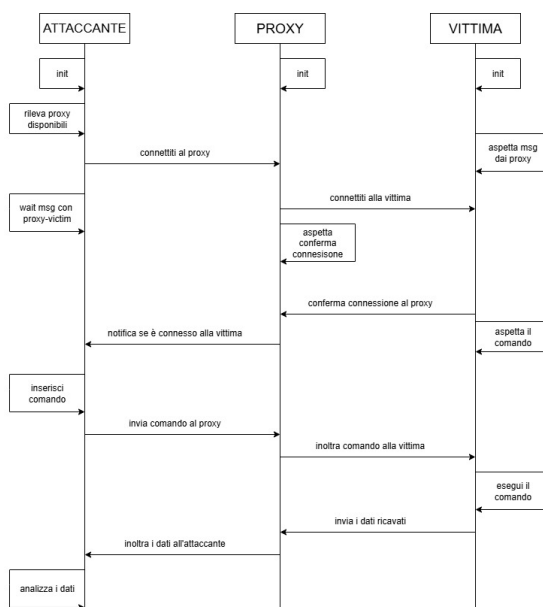 ATTACCANTE
PROXY
VITTIMA
init
init
init
rileva proxy
disponibili
aspetta msg
dai proxy
connettiti al proxy
wait msg con
proxy-victim
connettiti alla vittima
aspetta
conferma
connesisone
conferma connessione al proxy
aspetta il
comando
notifica se è connesso alla vittima
inserisci
comando
invia comando al proxy
inoltra comando alla vittima
esegui il
comando
invia i dati ricavati
inoltra i dati all'attaccante
analizza i dati